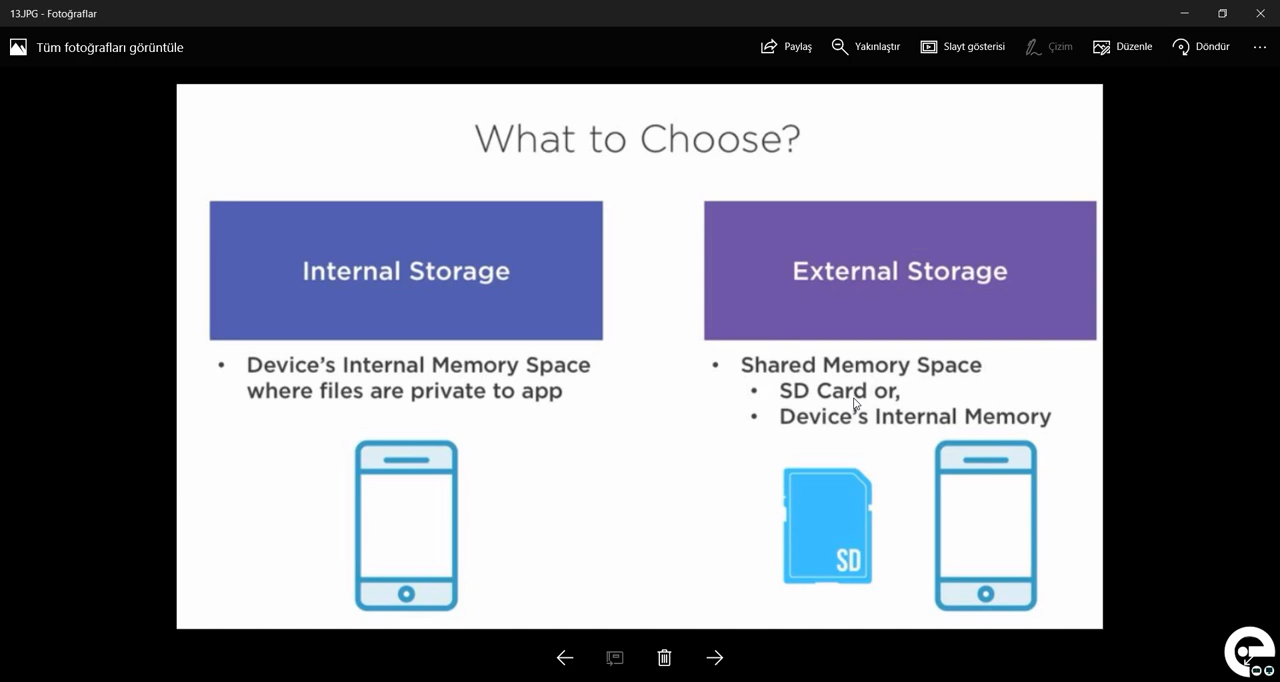 13.JPG - Fotoğraflar
Tüm fotoğrafları görüntüle
Paylaş
Yakınlaştır
Slayt gösterisi
Çizim
Düzenle
Döndür
What to Choose?
Internal Storage
External Storage
• Device's Internal Memory Space
where files are private to app
• Shared Memory Space
• SD Card or,
• Device's Internal Memory
SD